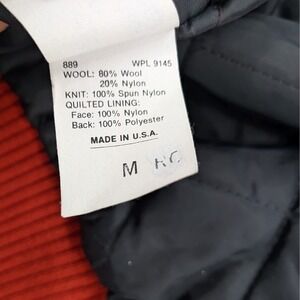 889 WPL 9145
WOOL: 80% Wool
20% Nylon
KNIT: 100% Spun Nylon
QUILTED LINING:
Face: 100% Nylon
Back: 100% Polyester
MADE IN U.S.A.
M